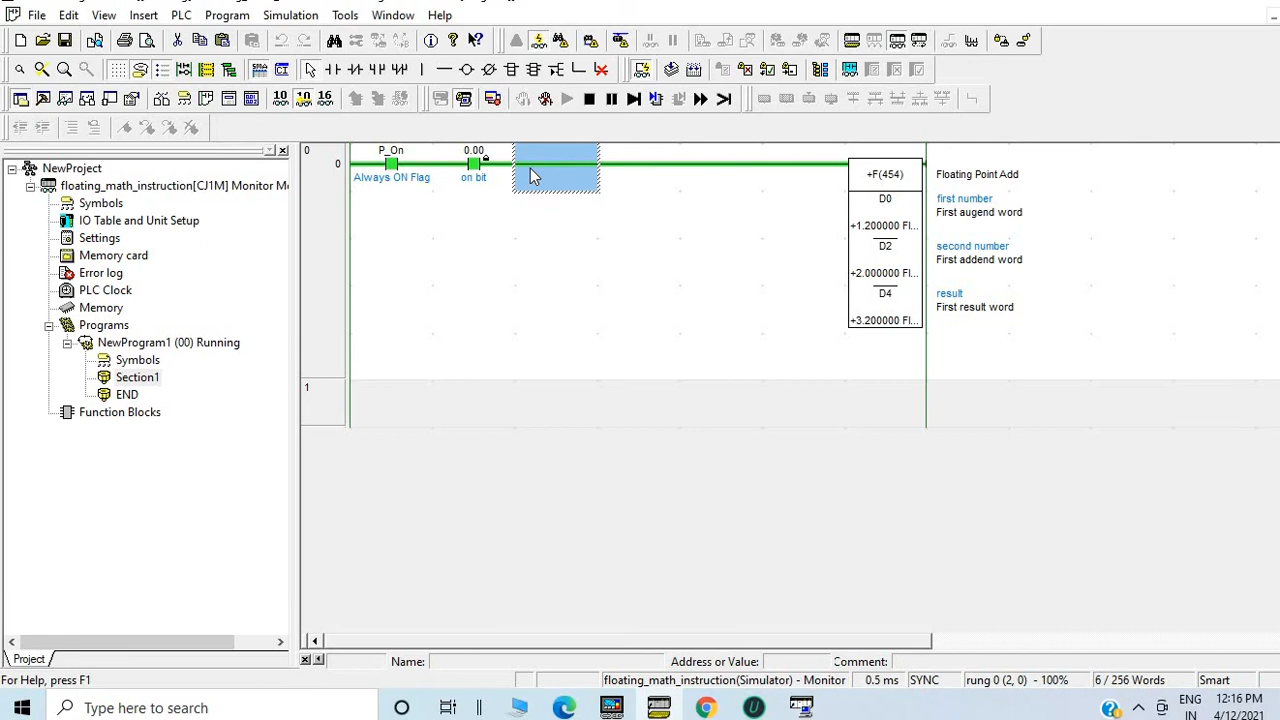 File Edit View Insert PLC Program Simulation Tools Window Help
10 10 16
NewProject
floating_math_instruction[CJ1M] Monitor Mo
Symbols
IO Table and Unit Setup
Settings
Memory card
Error log
PLC Clock
Memory
Programs
NewProgram1 (00) Running
Symbols
Section1
END
Function Blocks
Project
0
0
P_On
Always ON Flag
0.00
on bit
+F(454)
Floating Point Add
D0
first number
First augend word
+1.200000 Fl...
D2
second number
First addend word
+2.000000 Fl...
D4
result
First result word
+3.200000 Fl...
1
Name:
Address or Value:
Comment:
For Help, press F1
floating_math_instruction(Simulator) - Monitor
0.5 ms
SYNC
rung 0 (2, 0) - 100%
6 / 256 Words
Smart
Type here to search
ENG
IN
12:16 PM
4/12/2021